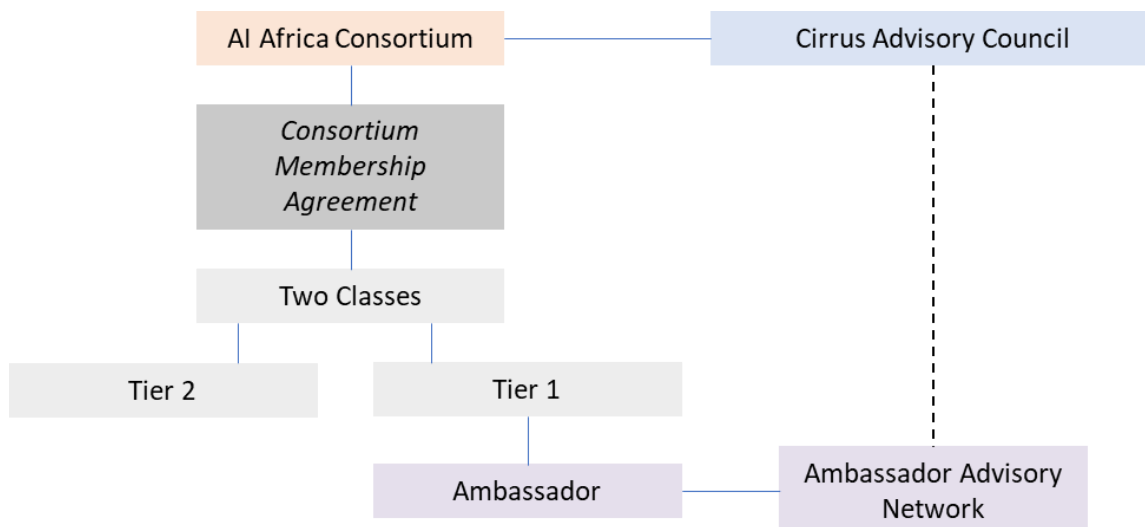 AI Africa Consortium
Cirrus Advisory Council
Consortium
Membership
Agreement
Two Classes
Tier 2
Tier 1
Ambassador
Ambassador Advisory
Network